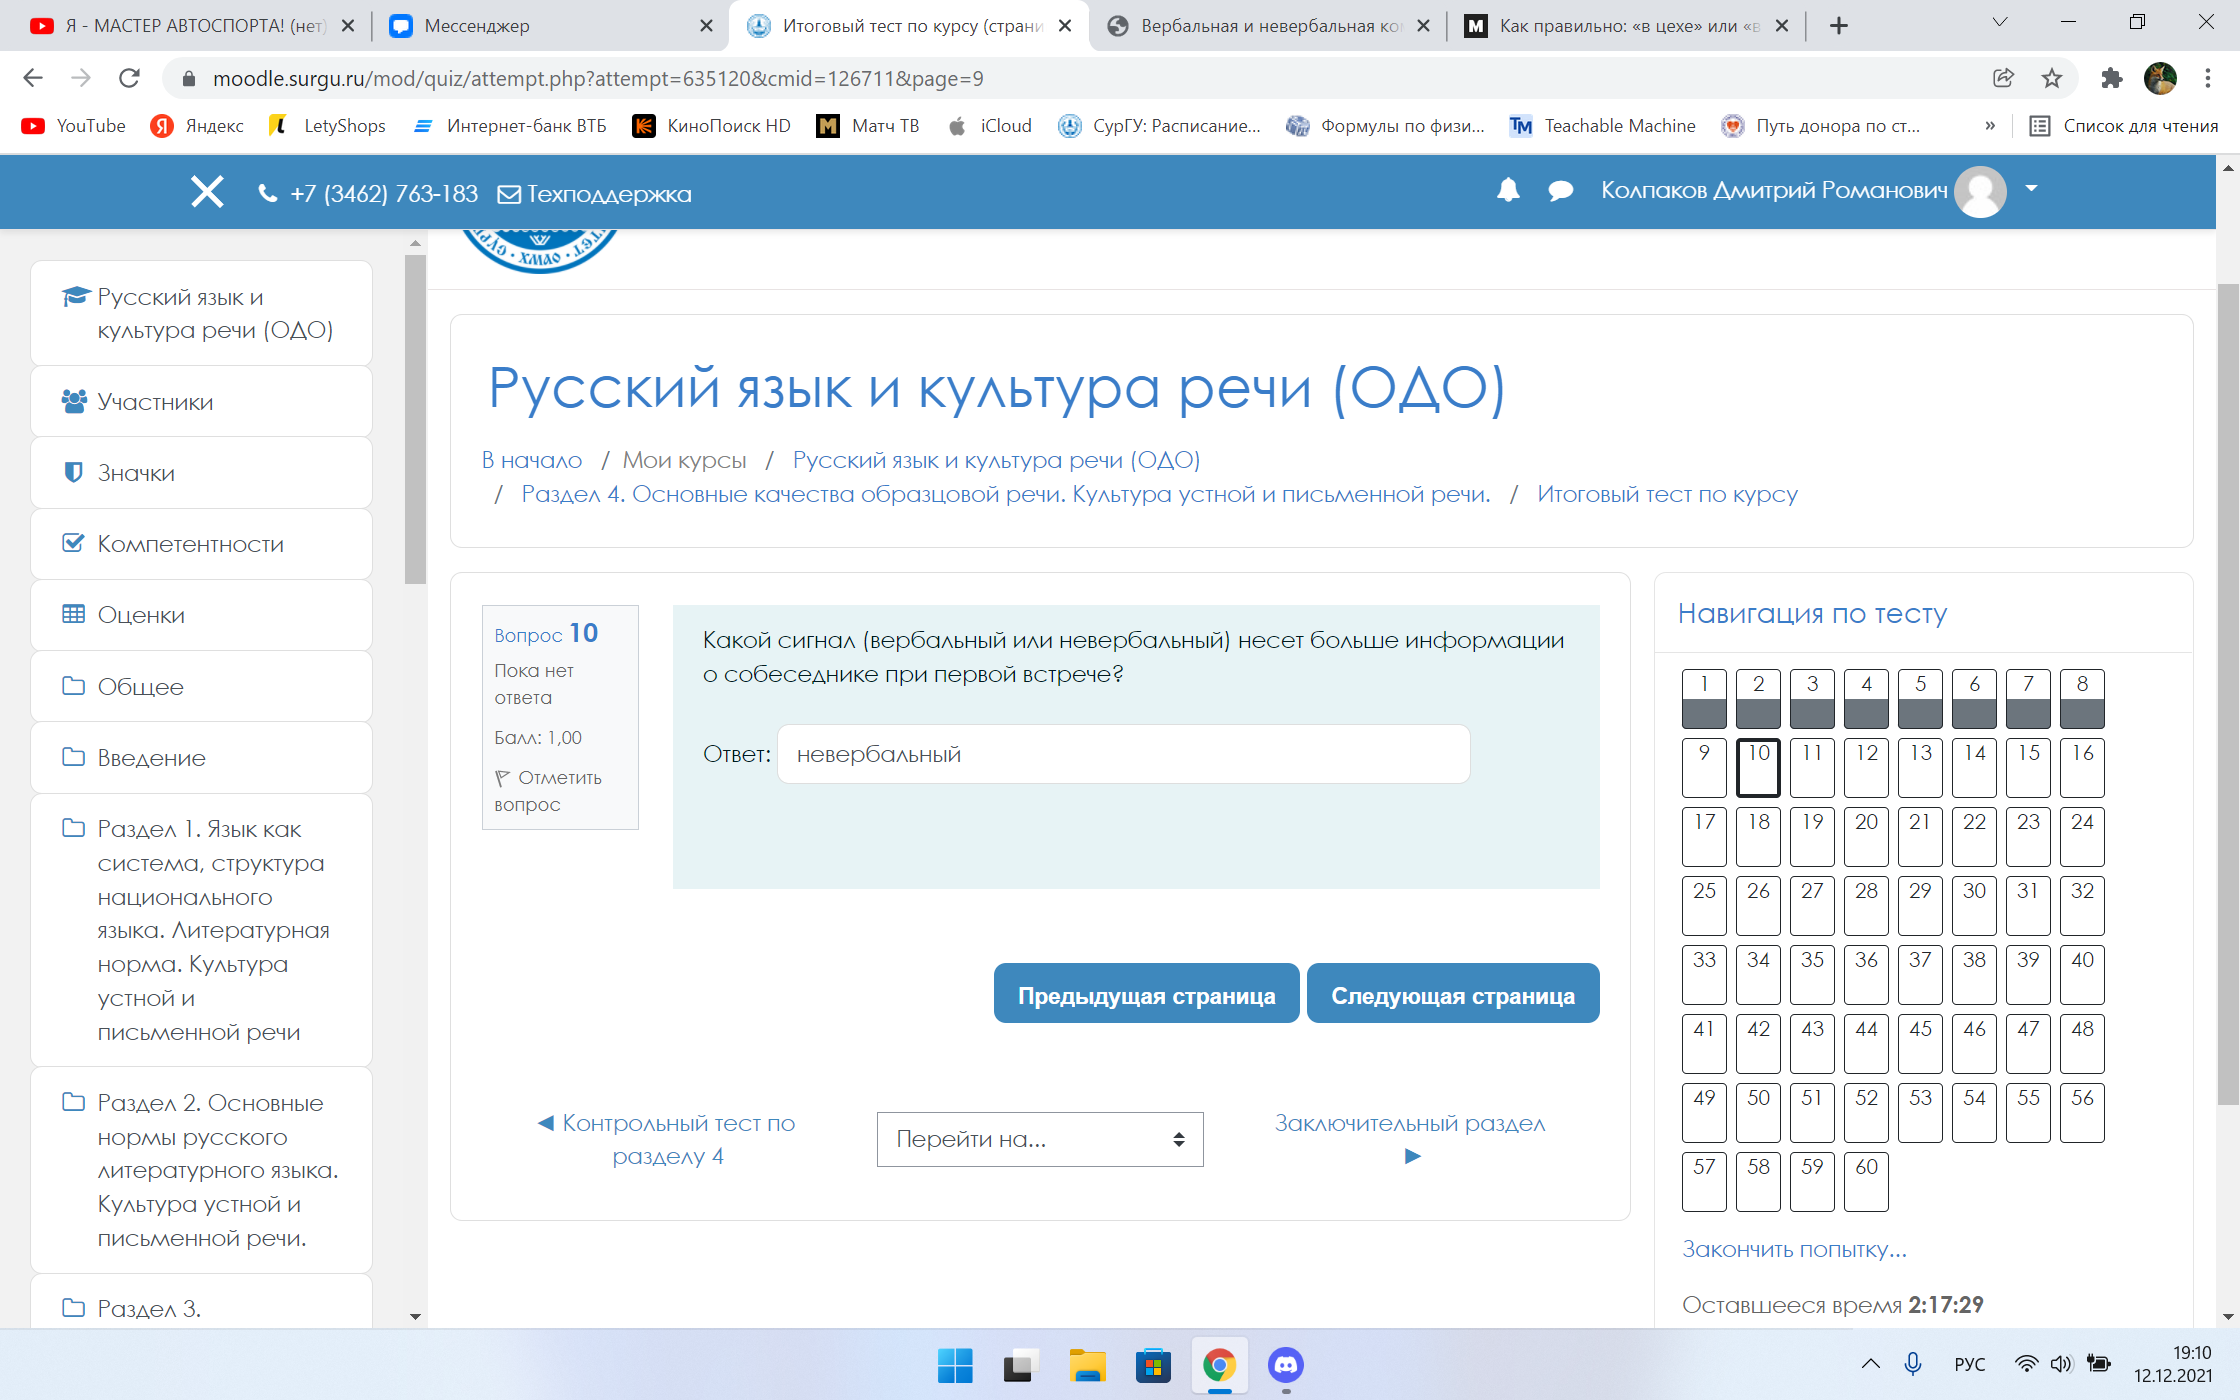 Я - МАСТЕР АВТОСПОРТА! (нет)
Мессенджер
Итоговый тест по курсу (страни
Вербальная и невербальная ко
Как правильно: «в цехе» или «в
moodle.surgu.ru/mod/quiz/attempt.php?attempt=635120&cmid=126711&page=9
YouTube
Яндекс
LetyShops
Интернет-банк ВТБ
КиноПоиск HD
Матч ТВ
iCloud
СурГУ: Расписание...
Формулы по физи...
Teachable Machine
Путь донора по ст...
»
Список для чтения
+7 (3462) 763-183
Техподдержка
Колпаков Дмитрий Романович
Русский язык и
культура речи (ОДО)
Участники
Значки
Компетентности
Оценки
Общее
Введение
Раздел 1. Язык как
система, структура
национального
языка. Литературная
норма. Культура
устной и
письменной речи
Раздел 2. Основные
нормы русского
литературного языка.
Культура устной и
письменной речи.
Раздел 3.
ХМАО
Русский язык и культура речи (ОДО)
В начало / Мои курсы / Русский язык и культура речи (ОДО)
/ Раздел 4. Основные качества образцовой речи. Культура устной и письменной речи. / Итоговый тест по курсу
Вопрос 10
Пока нет
ответа
Балл: 1,00
Отметить
вопрос
Какой сигнал (вербальный или невербальный) несет больше информации
о собеседнике при первой встрече?
Ответ: невербальный
Предыдущая страница
Следующая страница
◄ Контрольный тест по
разделу 4
Перейти на...
Заключительный раздел
►
Навигация по тесту
1 2 3 4 5 6 7 8
9 10 11 12 13 14 15 16
17 18 19 20 21 22 23 24
25 26 27 28 29 30 31 32
33 34 35 36 37 38 39 40
41 42 43 44 45 46 47 48
49 50 51 52 53 54 55 56
57 58 59 60
Закончить попытку...
Оставшееся время 2:17:29
РУС
19:10
12.12.2021